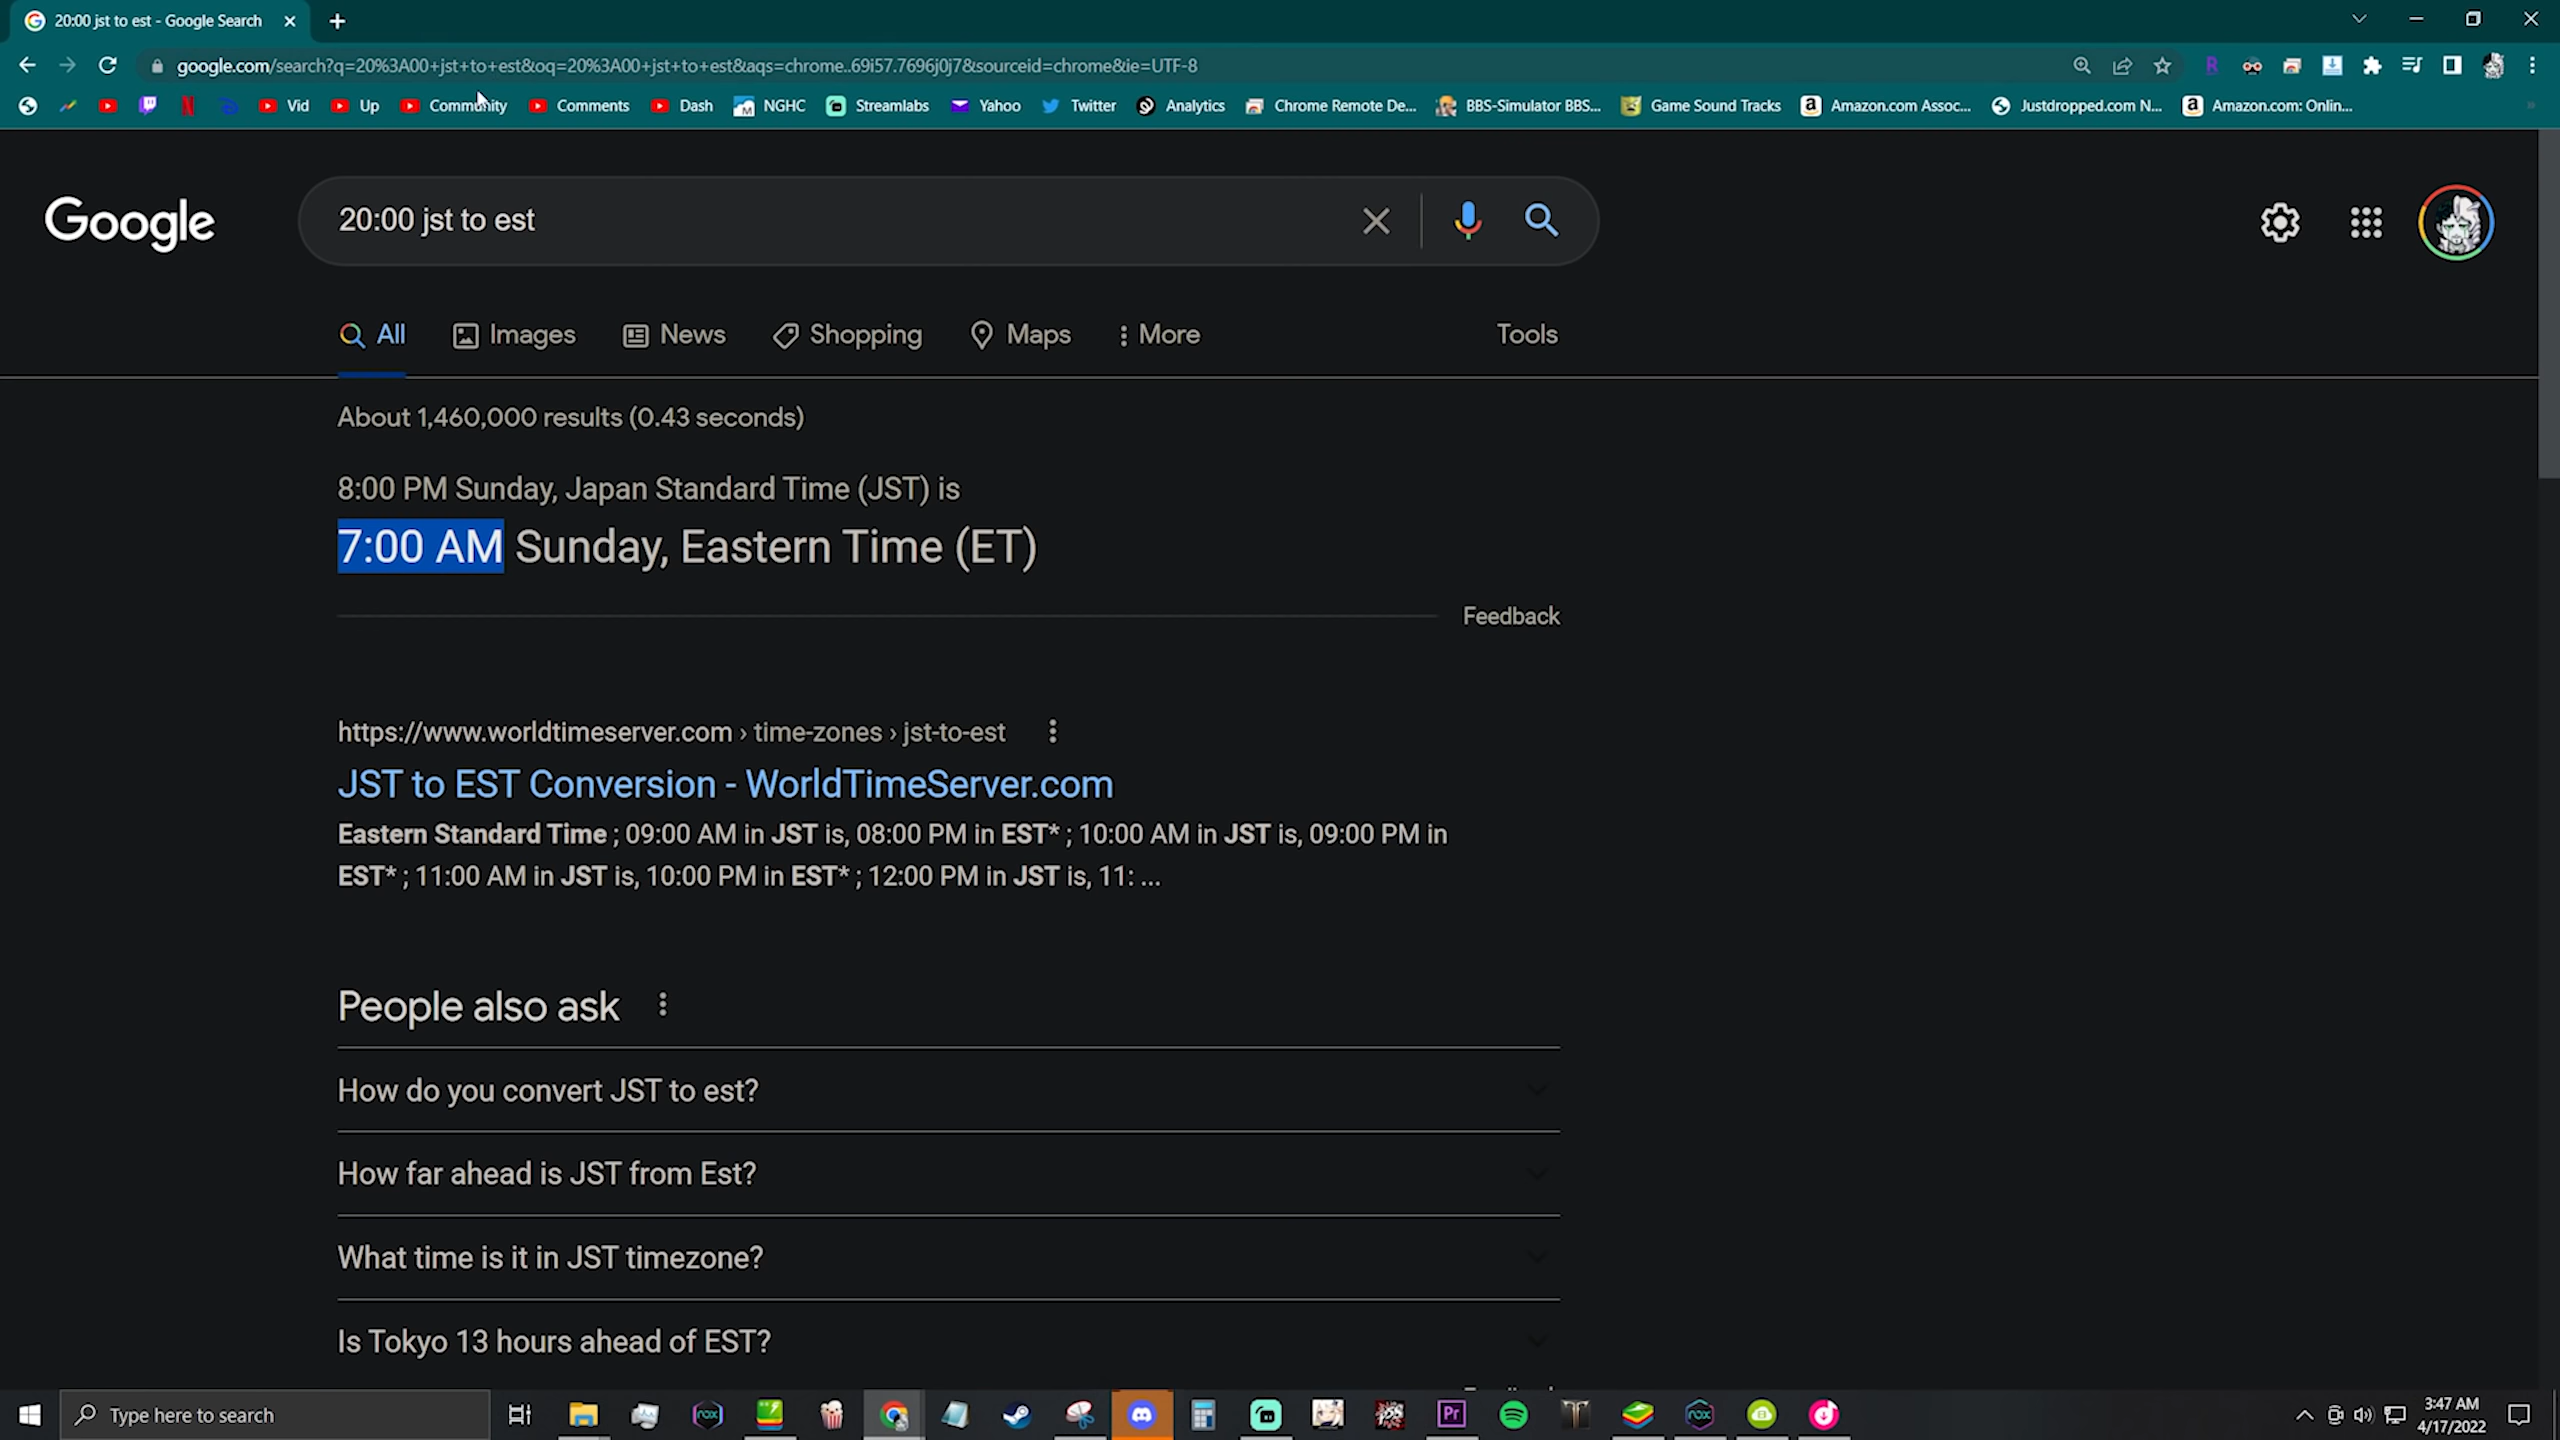 20:00 jst to est - Google Search
google.com/search?q=20%3A00+jst+to+est&oq=20%3A00+jst+to+est&aqs=chrome..69i57.7696j0j7&sourceid=chrome&ie=UTF-8
Vid Up Community Comments Dash NGHC Streamlabs Yahoo Twitter Analytics Chrome Remote De... BBS-Simulator BBS... Game Sound Tracks Amazon.com Assoc... Justdropped.com N... Amazon.com: Onlin...
Google 20:00 jst to est
All Images News Shopping Maps More Tools
About 1,460,000 results (0.43 seconds)
8:00 PM Sunday, Japan Standard Time (JST) is
7:00 AM Sunday, Eastern Time (ET)
Feedback
https://www.worldtimeserver.com › time-zones › jst-to-est
JST to EST Conversion - WorldTimeServer.com
Eastern Standard Time ; 09:00 AM in JST is, 08:00 PM in EST* ; 10:00 AM in JST is, 09:00 PM in
EST* ; 11:00 AM in JST is, 10:00 PM in EST* ; 12:00 PM in JST is, 11: ...
People also ask
How do you convert JST to est?
How far ahead is JST from Est?
What time is it in JST timezone?
Is Tokyo 13 hours ahead of EST?
Type here to search
nox
Pr
nox
3:47 AM
4/17/2022